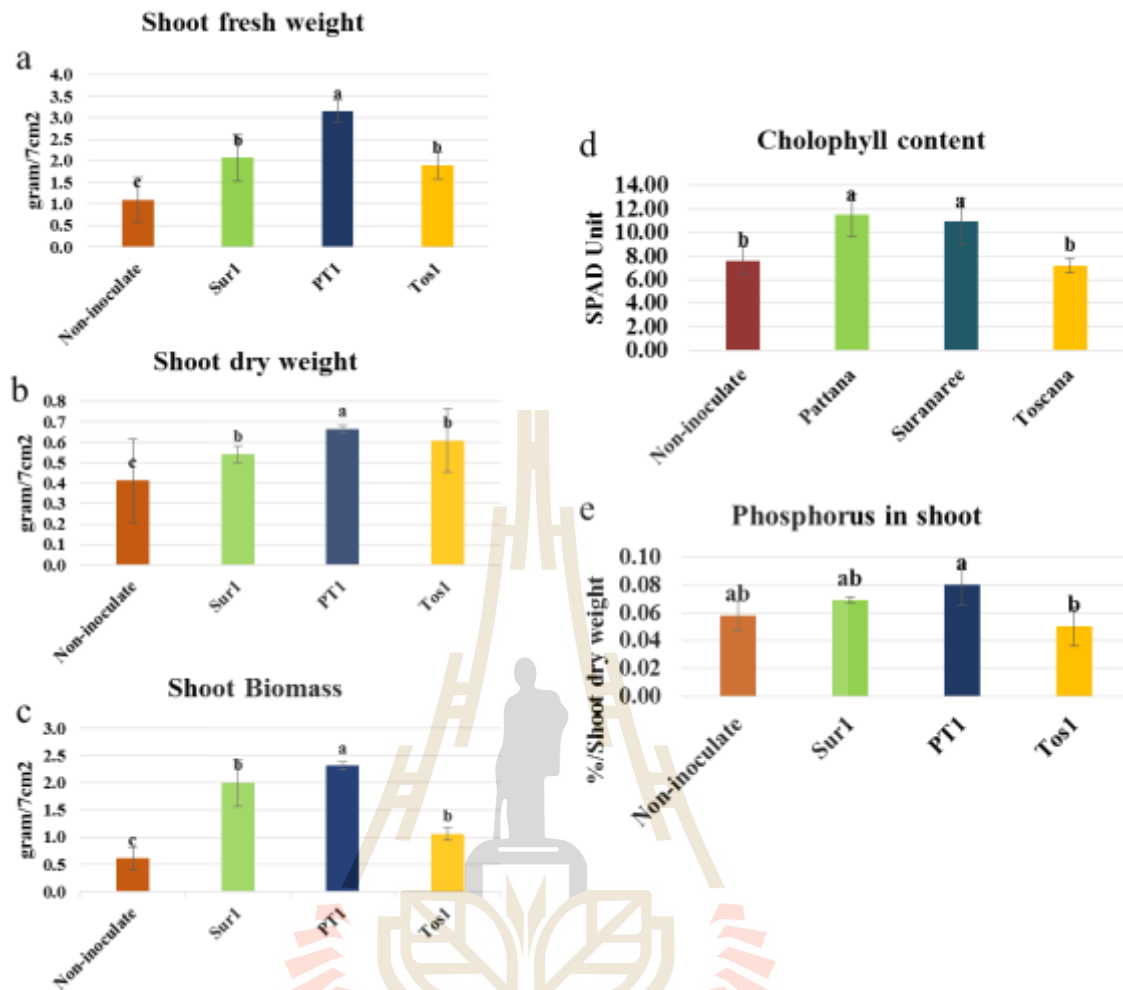 Shoot fresh weight
a
gram/7cm2
4.0
3.5
3.0
2.5
2.0
1.5
1.0
0.5
0.0
c
b
a
b
Non-inoculate
Sur1
PT1
Tos1
Shoot dry weight
b
gram/7cm2
0.8
0.7
0.6
0.5
0.4
0.3
0.2
0.1
0.0
c
b
a
b
Non-inoculate
Sur1
PT1
Tos1
Shoot Biomass
c
gram/7cm2
3.0
2.5
2.0
1.5
1.0
0.5
0.0
c
b
a
b
Non-inoculate
Sur1
PT1
Tos1
d
Cholophyll content
SPAD Unit
14.00
12.00
10.00
8.00
6.00
4.00
2.00
0.00
b
a
a
b
Non-inoculate
Pattana
Suranaree
Toscana
e
Phosphorus in shoot
%/Shoot dry weight
0.10
0.08
0.06
0.04
0.02
0.00
ab
ab
a
b
Non-inoculate
Sur1
PT1
Tos1